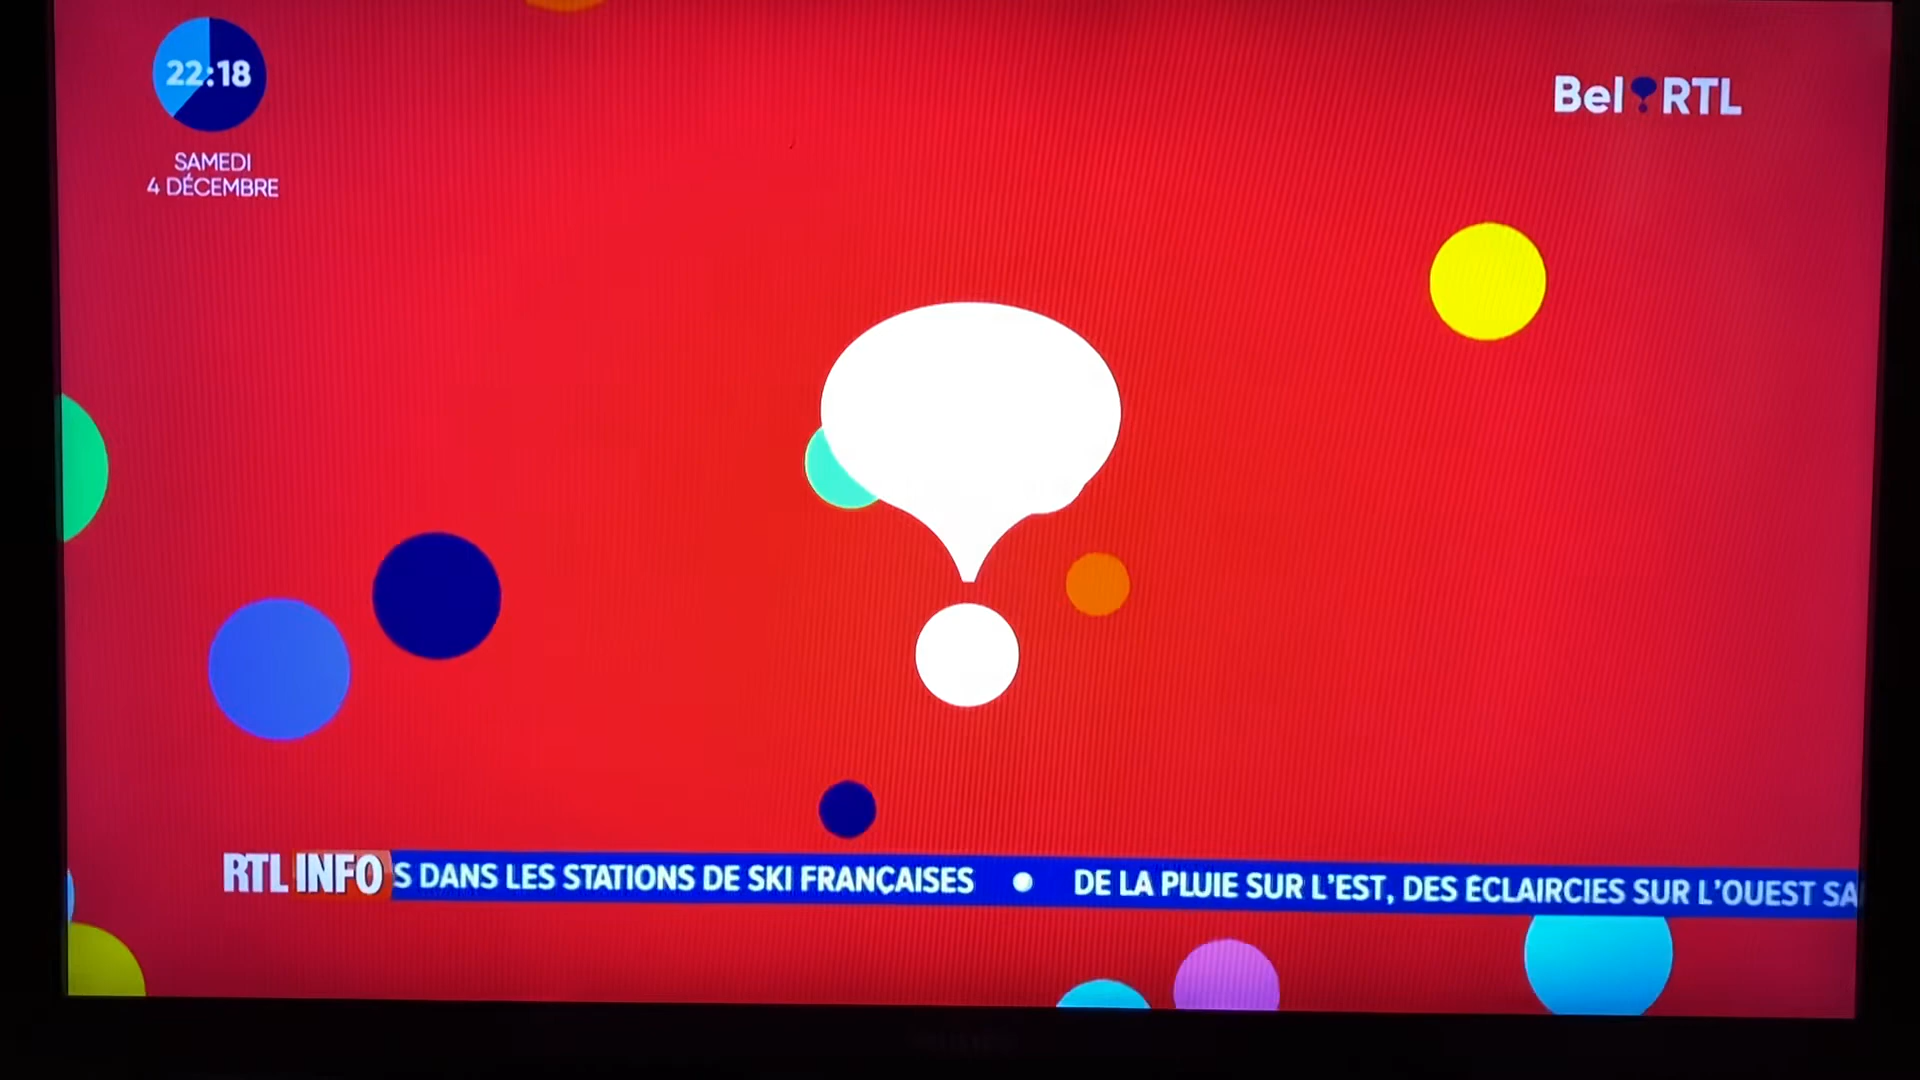 22:18
SAMEDI
4 DÉCEMBRE
Bel RTL
RTL INFO
S DANS LES STATIONS DE SKI FRANÇAISES ● DE LA PLUIE SUR L'EST, DES ÉCLAIRCIES SUR L'OUEST SA